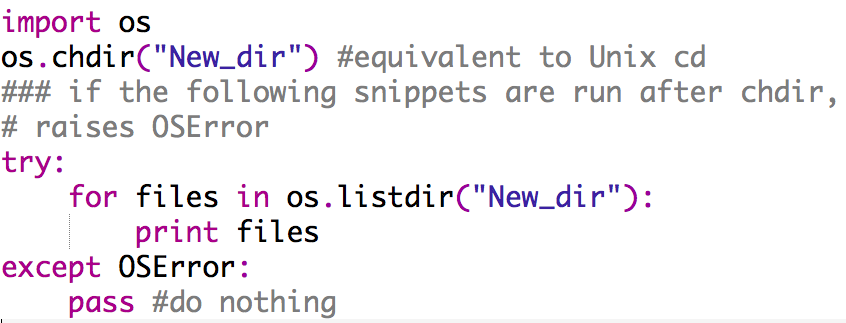 import os
os.chdir("New_dir") #equivalent to Unix cd
### if the following snippets are run after chdir,
# raises OSError
try:
    for files in os.listdir("New_dir"):
        print files
except OSError:
    pass #do nothing